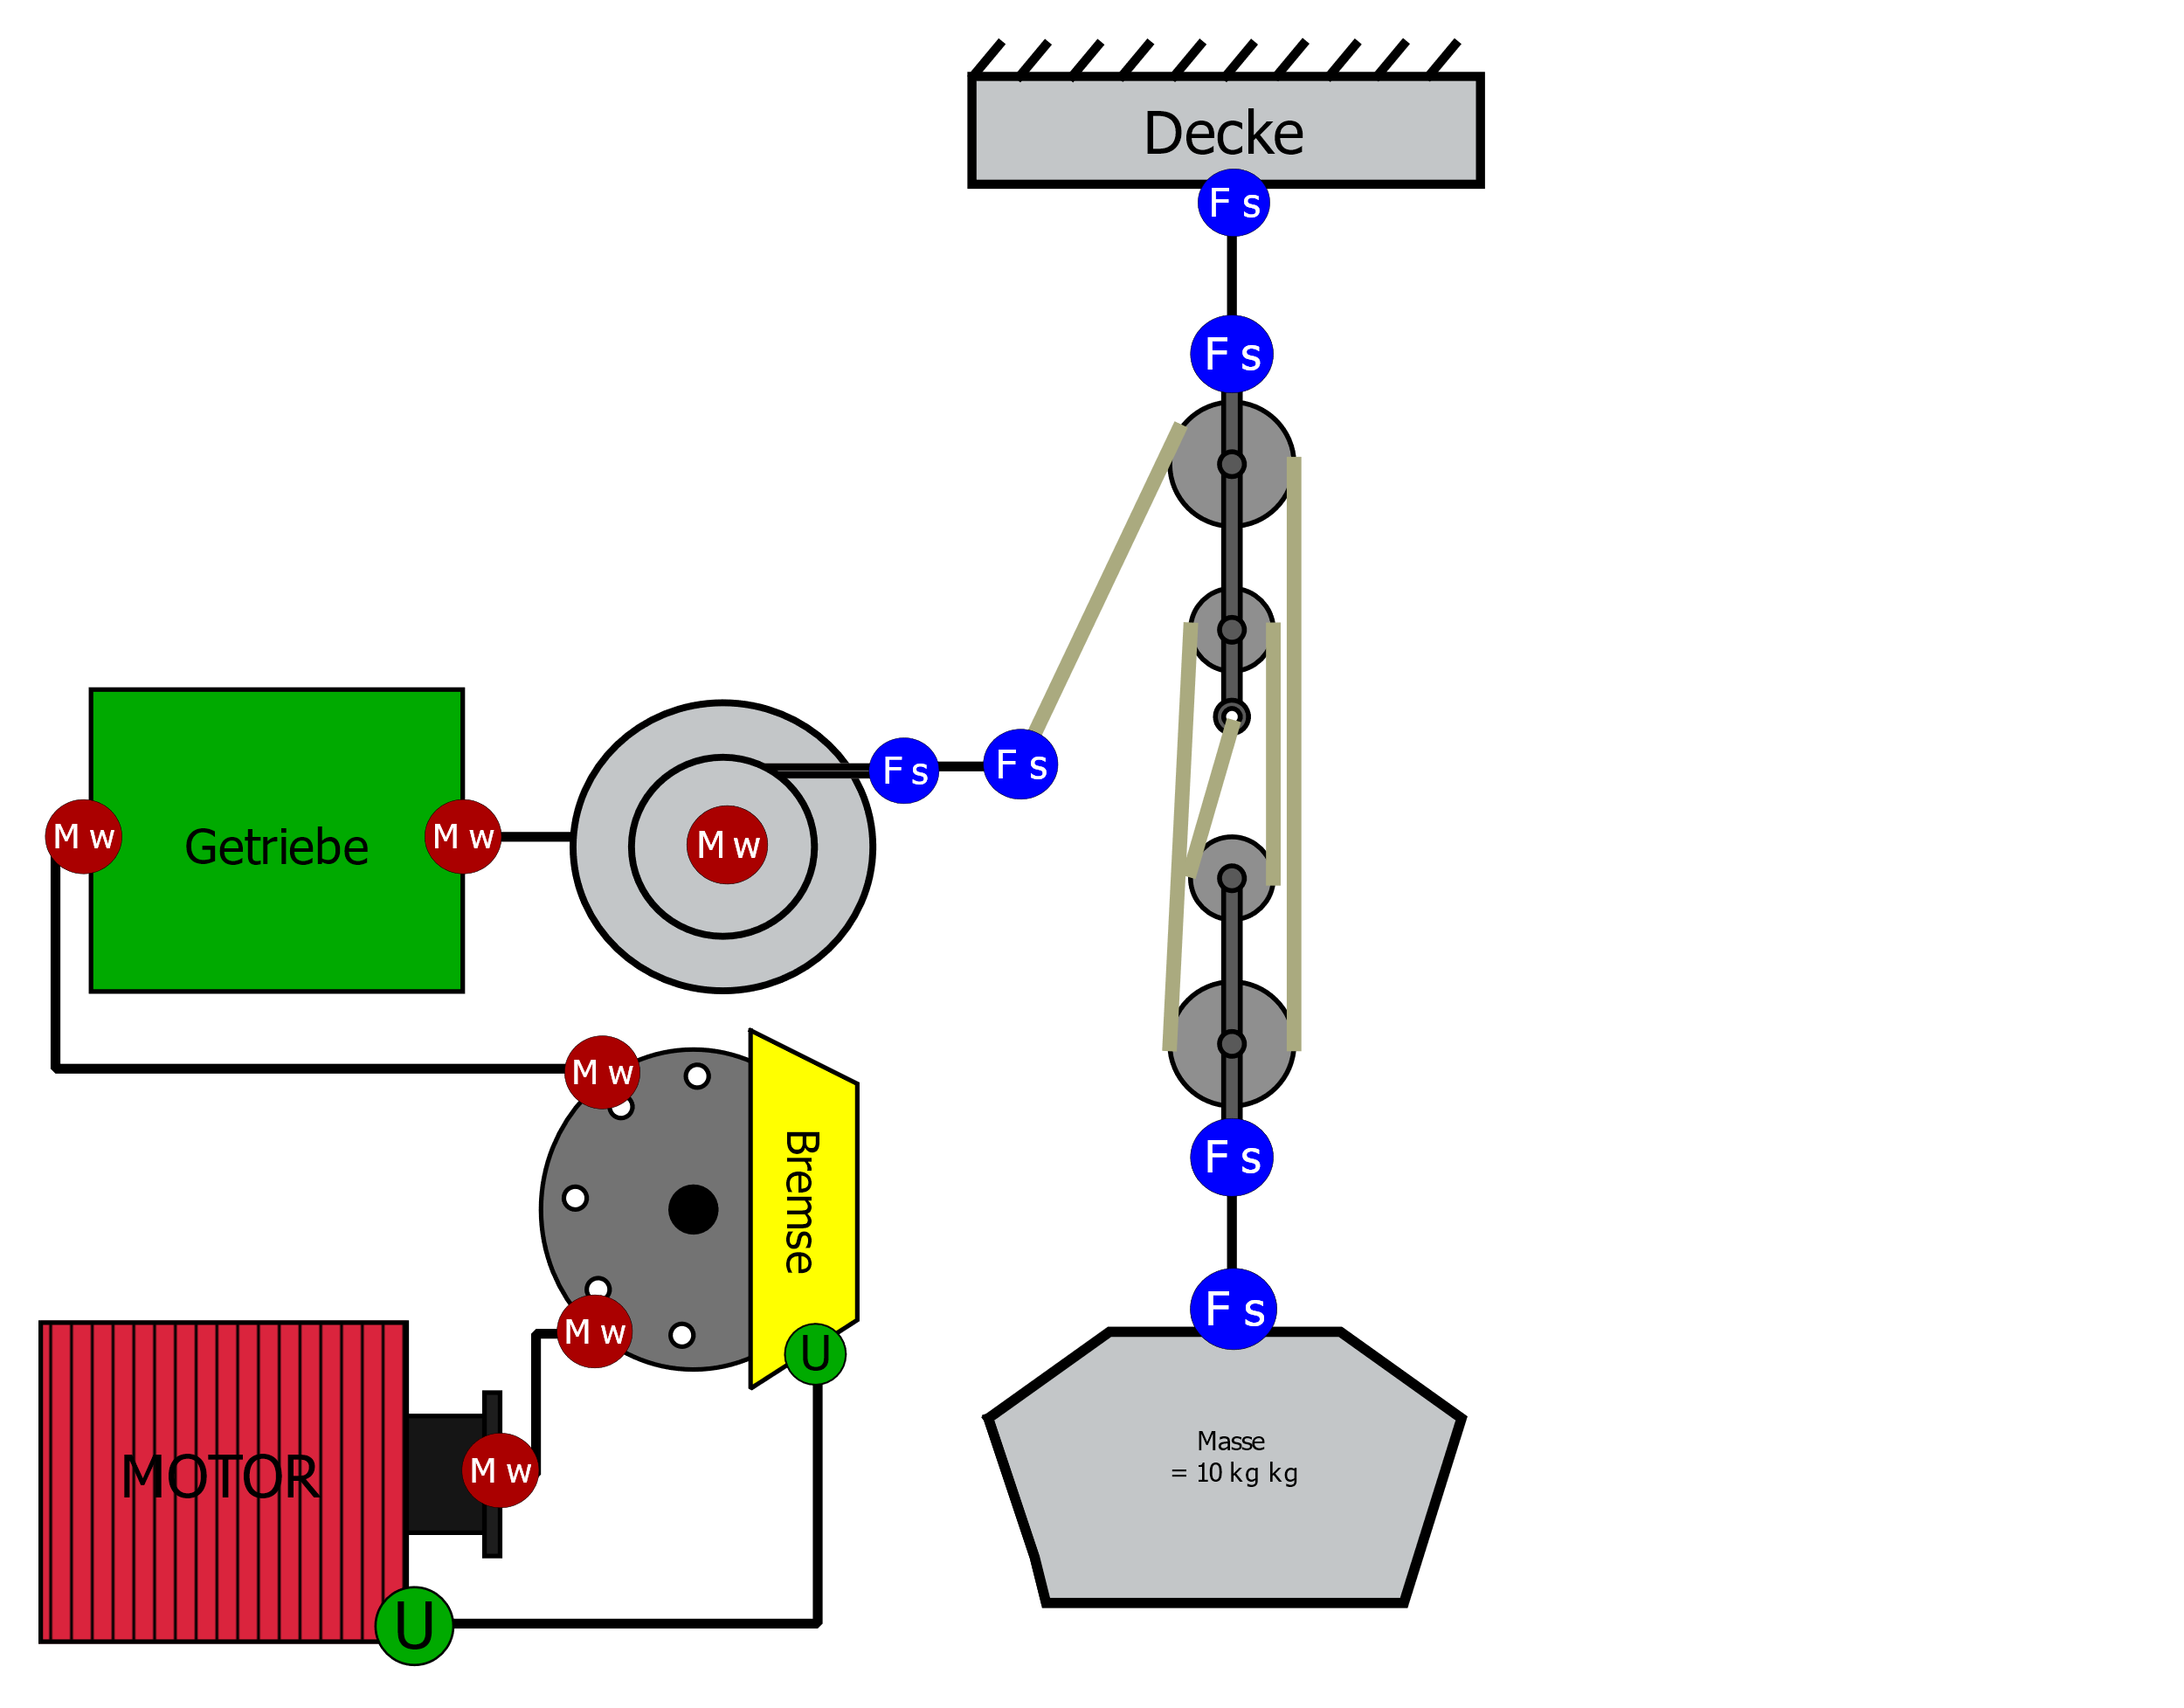 Decke
F s
F s
F s
F s
M w
Getriebe
M w
M w
M w
Bremse
F s
M w
F s
U
Masse
= 10 kg kg
MOTOR
M w
U